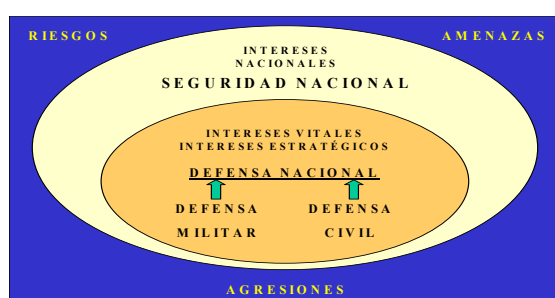 RIESGOS AMENAZAS
INTERESES
NACIONALES
SEGURIDAD NACIONAL
INTERESES VITALES
INTERESES ESTRATÉGICOS
DEFENSA NACIONAL
DEFENSA DEFENSA
MILITAR CIVIL
AGRESIONES